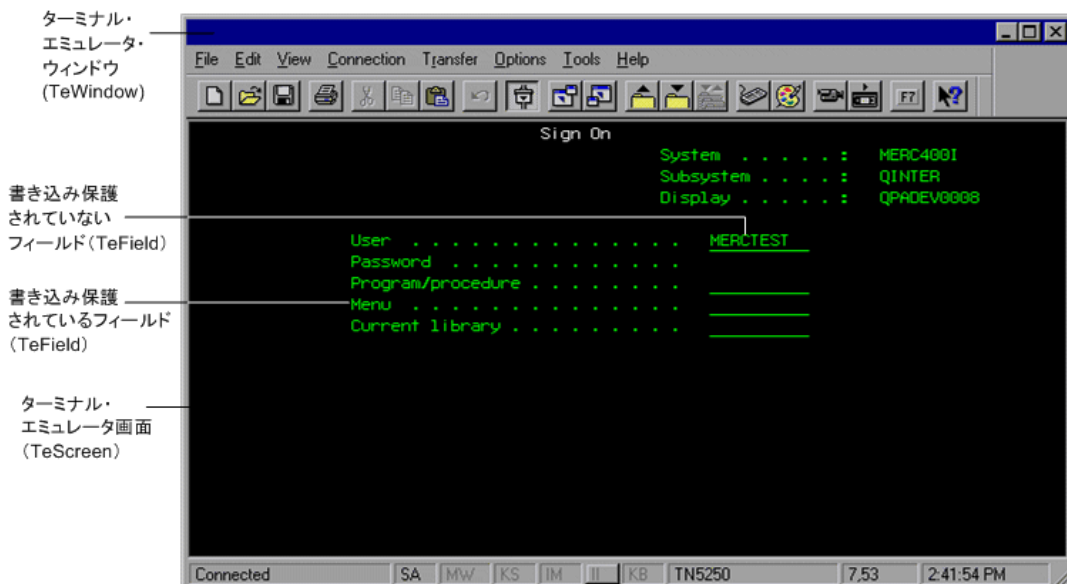 ターミナル・
エミュレータ・
ウィンドウ
(TeWindow)
File Edit View Connection Transfer Options Tools Help
F7
Sign On
System . . . . . : MERC400I
Subsystem . . . . : QINTER
Display . . . . . : QPADEV0008
書き込み保護
されていない
フィールド(TeField)
User . . . . . . . . . . . . . . MERCTEST
Password . . . . . . . . . . . .
Program/procedure . . . . . . . .
書き込み保護
されているフィールド
(TeField)
Menu . . . . . . . . . . . . . .
Current library . . . . . . . . .
ターミナル・
エミュレータ画面
(TeScreen)
Connected SA MW KS IM II KB TN5250 7,53 2:41:54 PM